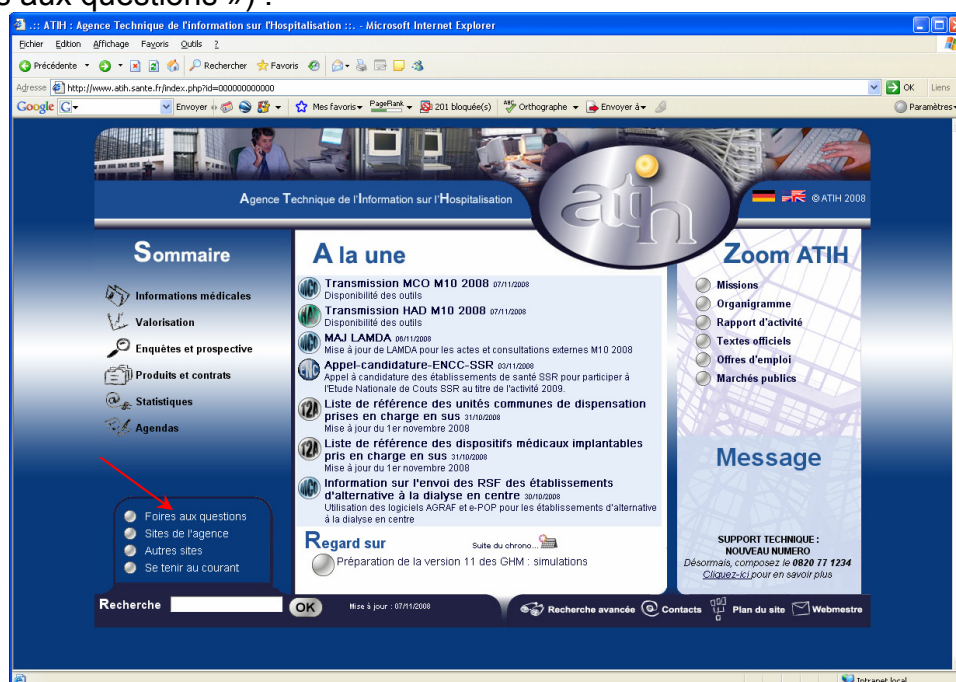 s aux questions ») :
.:: ATIH : Agence Technique de l'information sur l'Hospitalisation ::. - Microsoft Internet Explorer
Fichier Edition Affichage Favoris Outils ?
Précédente Rechercher Favoris
Adresse http://www.atih.sante.fr/index.php?id=000000000000 OK Liens
Google G Envoyer Mes favoris PageRank 201 bloquée(s) Orthographe Envoyer à Paramètres
Agence Technique de l'Information sur l'Hospitalisation
atih
© ATIH 2008
Sommaire
Informations médicales
Valorisation
Enquêtes et prospective
Produits et contrats
Statistiques
Agendas
Foires aux questions
Sites de l'agence
Autres sites
Se tenir au courant
A la une
Transmission MCO M10 2008 07/11/2008
Disponibilité des outils
Transmission HAD M10 2008 07/11/2008
Disponibilité des outils
MAJ LAMDA 06/11/2008
Mise à jour de LAMDA pour les actes et consultations externes M10 2008
Appel-candidature-ENCC-SSR 03/11/2008
Appel à candidature des établissements de santé SSR pour participer à
l'Etude Nationale de Couts SSR au titre de l'activité 2009.
Liste de référence des unités communes de dispensation
prises en charge en sus 31/10/2008
Mise à jour du 1er novembre 2008
Liste de référence des dispositifs médicaux implantables
pris en charge en sus 31/10/2008
Mise à jour du 1er novembre 2008
Information sur l'envoi des RSF des établissements
d'alternative à la dialyse en centre 30/10/2008
Utilisation des logiciels AGRAF et e-POP pour les établissements d'alternative
à la dialyse en centre
Regard sur Suite du chrono...
Préparation de la version 11 des GHM : simulations
Zoom ATIH
Missions
Organigramme
Rapport d'activité
Textes officiels
Offres d'emploi
Marchés publics
Message
SUPPORT TECHNIQUE :
NOUVEAU NUMERO
Désormais, composez le 0820 77 1234
Cliquez-ici pour en savoir plus
Recherche OK Mise à jour : 07/11/2008 Recherche avancée Contacts Plan du site Webmestre
Intranet local